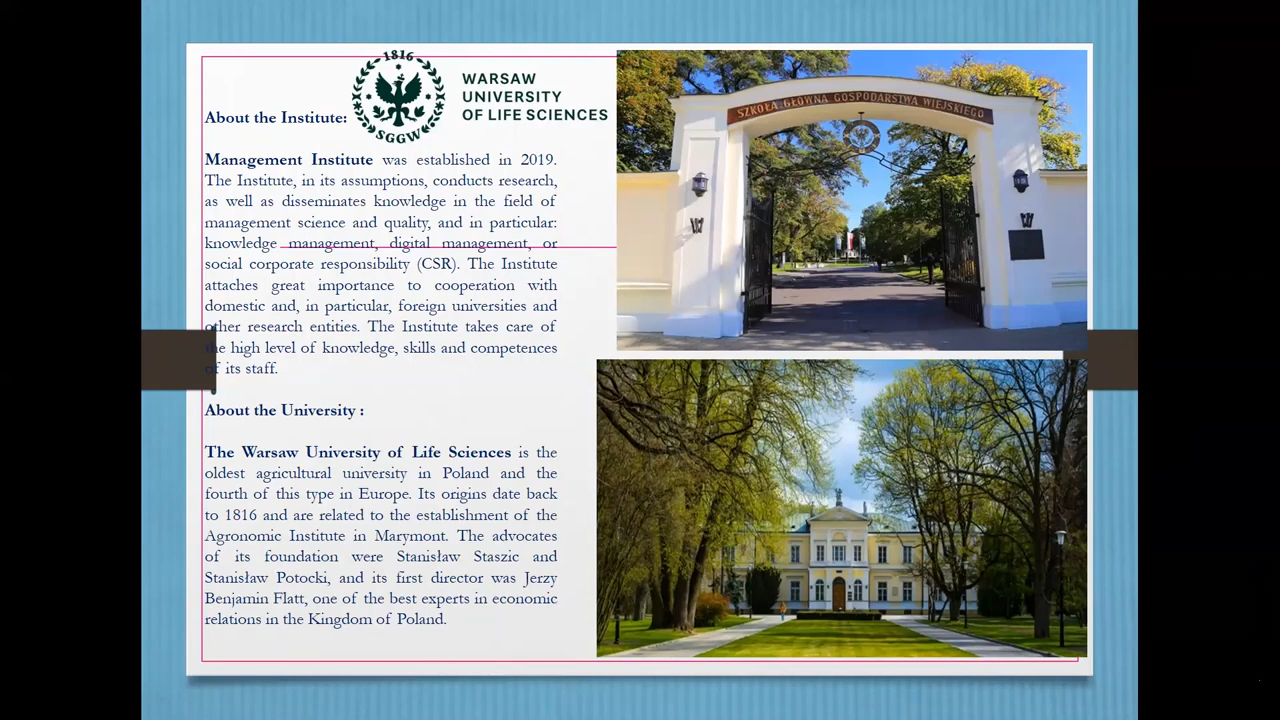 1816
SGGW
WARSAW
UNIVERSITY
OF LIFE SCIENCES
About the Institute:
Management Institute was established in 2019.
The Institute, in its assumptions, conducts research,
as well as disseminates knowledge in the field of
management science and quality, and in particular:
knowledge management, digital management, or
social corporate responsibility (CSR). The Institute
attaches great importance to cooperation with
domestic and, in particular, foreign universities and
other research entities. The Institute takes care of
the high level of knowledge, skills and competences
of its staff.
About the University :
The Warsaw University of Life Sciences is the
oldest agricultural university in Poland and the
fourth of this type in Europe. Its origins date back
to 1816 and are related to the establishment of the
Agronomic Institute in Marymont. The advocates
of its foundation were Stanisław Staszic and
Stanisław Potocki, and its first director was Jerzy
Benjamin Flatt, one of the best experts in economic
relations in the Kingdom of Poland.
SZKOŁA GŁÓWNA GOSPODARSTWA WIEJSKIEGO